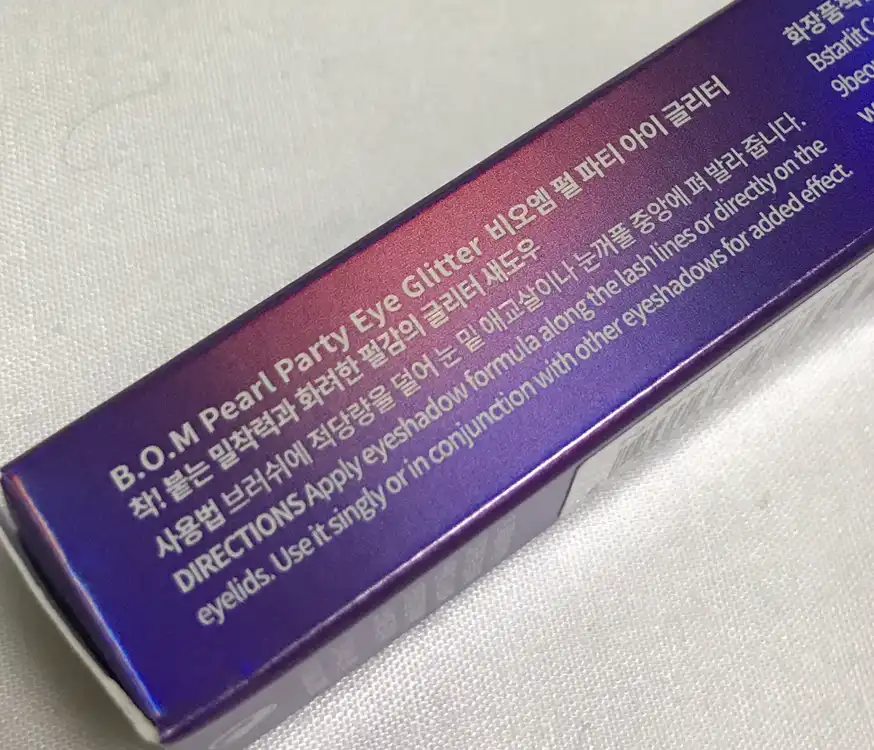 B.O.M Pearl Party Eye Glitter 비오엠 펄 파티 아이 글리터
착! 붙는 밀착력과 화려한 펄감의 글리터 섀도우
사용법 브러쉬에 적당량을 덜어 눈 밑 애교살이나 눈꺼풀 중앙에 펴 발라 줍니다.
DIRECTIONS Apply eyeshadow formula along the lash lines or directly on the
eyelids. Use it singly or in conjunction with other eyeshadows for added effect.
화장품책
Bstarlit